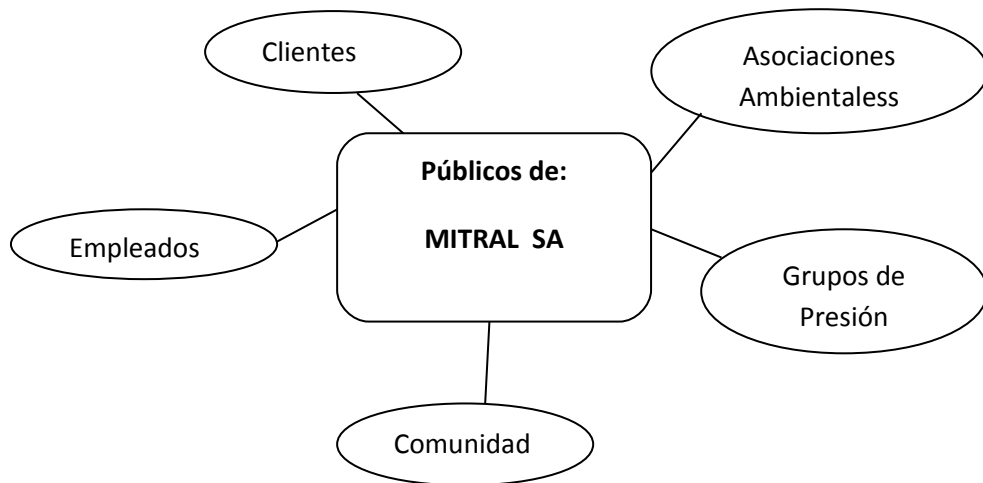 Clientes
Asociaciones
Ambientaless
Públicos de:
MITRAL SA
Empleados
Grupos de
Presión
Comunidad